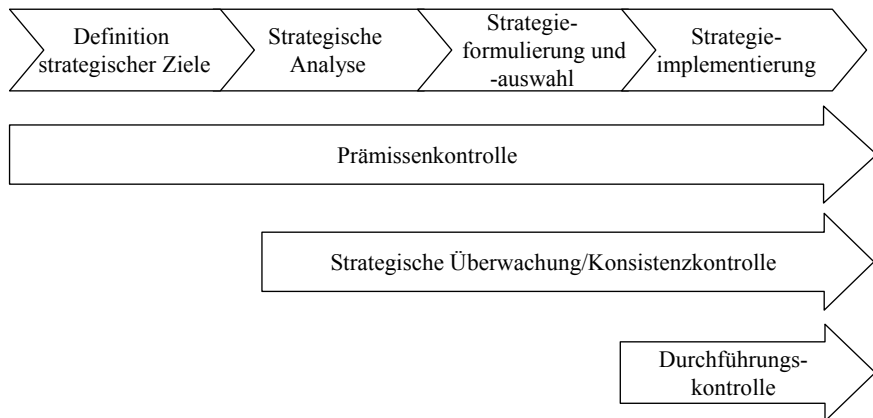 Definition
strategischer Ziele
Strategische
Analyse
Strategie-
formulierung und
-auswahl
Strategie-
implementierung
Prämissenkontrolle
Strategische Überwachung/Konsistenzkontrolle
Durchführungs-
kontrolle